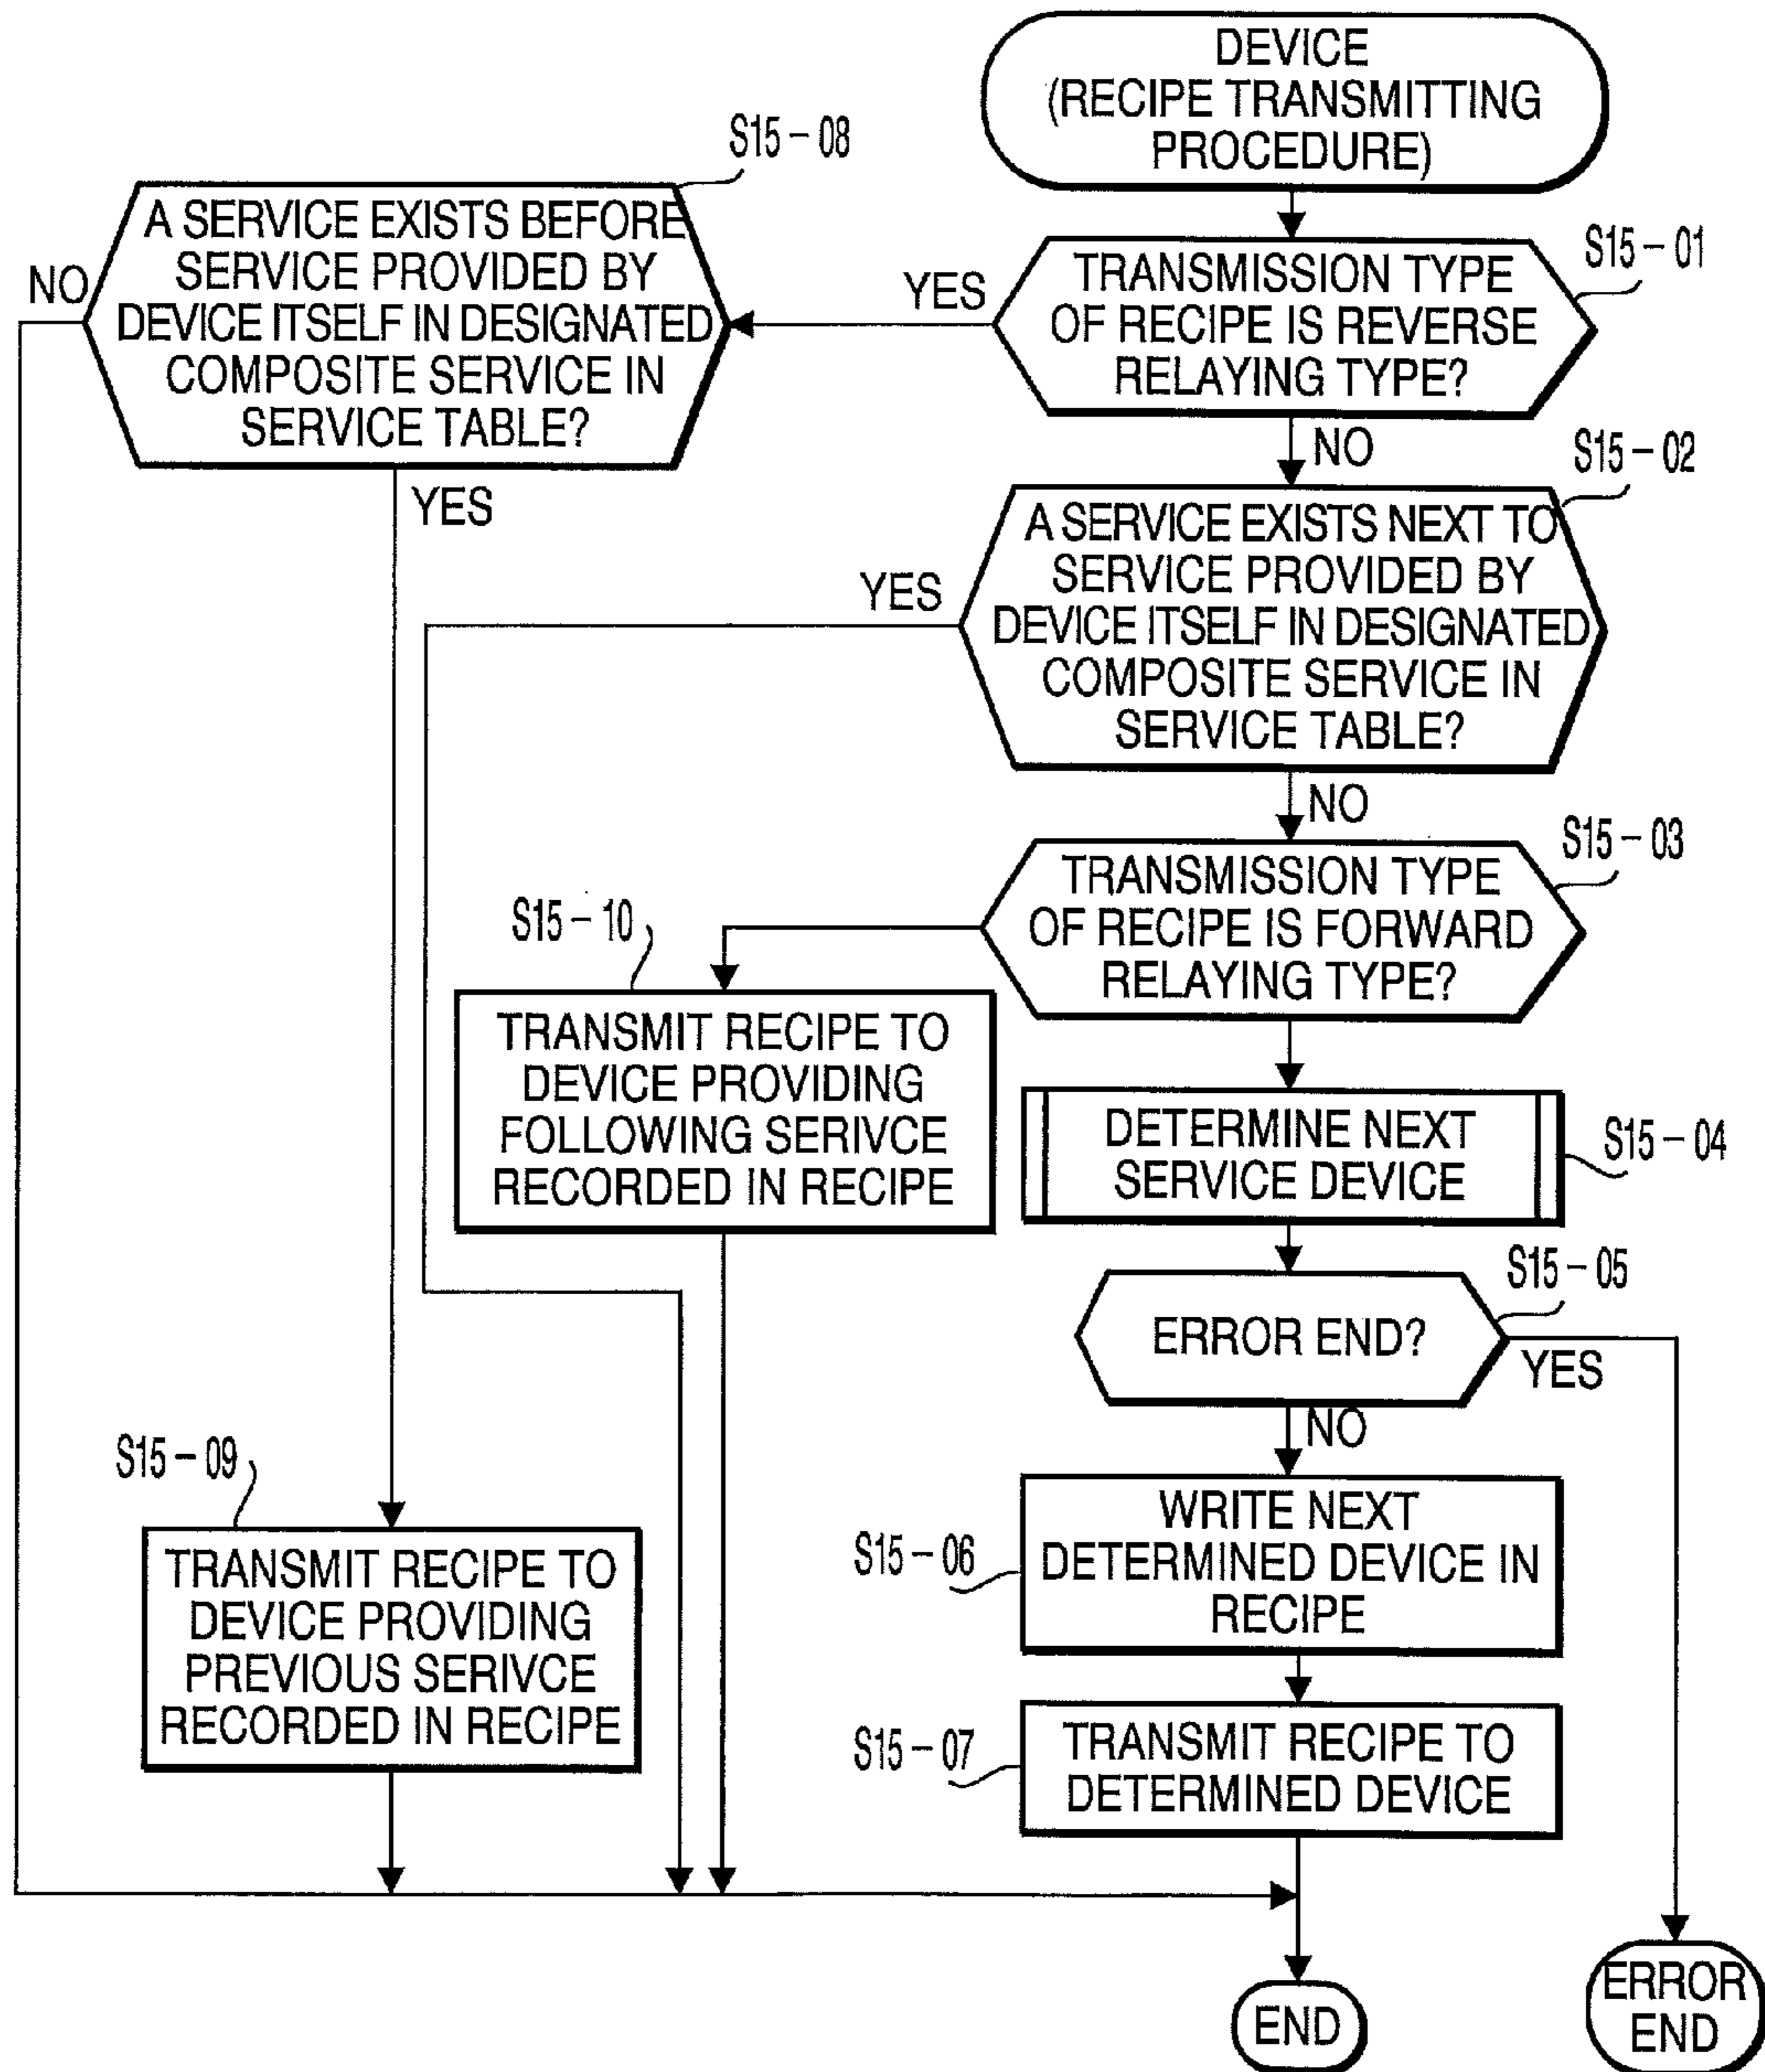 DEVICE
(RECIPE TRANSMITTING
PROCEDURE)
S15-01
TRANSMISSION TYPE
OF RECIPE IS REVERSE
RELAYING TYPE?
YES
NO
S15-08
A SERVICE EXISTS BEFORE
SERVICE PROVIDED BY
DEVICE ITSELF IN DESIGNATED
COMPOSITE SERVICE IN
SERVICE TABLE?
NO
YES
S15-02
A SERVICE EXISTS NEXT TO
SERVICE PROVIDED BY
DEVICE ITSELF IN DESIGNATED
COMPOSITE SERVICE IN
SERVICE TABLE?
YES
NO
S15-03
TRANSMISSION TYPE
OF RECIPE IS FORWARD
RELAYING TYPE?
S15-10
TRANSMIT RECIPE TO
DEVICE PROVIDING
FOLLOWING SERIVCE
RECORDED IN RECIPE
DETERMINE NEXT
SERVICE DEVICE
S15-04
S15-05
ERROR END?
YES
NO
S15-09
TRANSMIT RECIPE TO
DEVICE PROVIDING
PREVIOUS SERIVCE
RECORDED IN RECIPE
S15-06
WRITE NEXT
DETERMINED DEVICE IN
RECIPE
S15-07
TRANSMIT RECIPE TO
DETERMINED DEVICE
END
ERROR
END